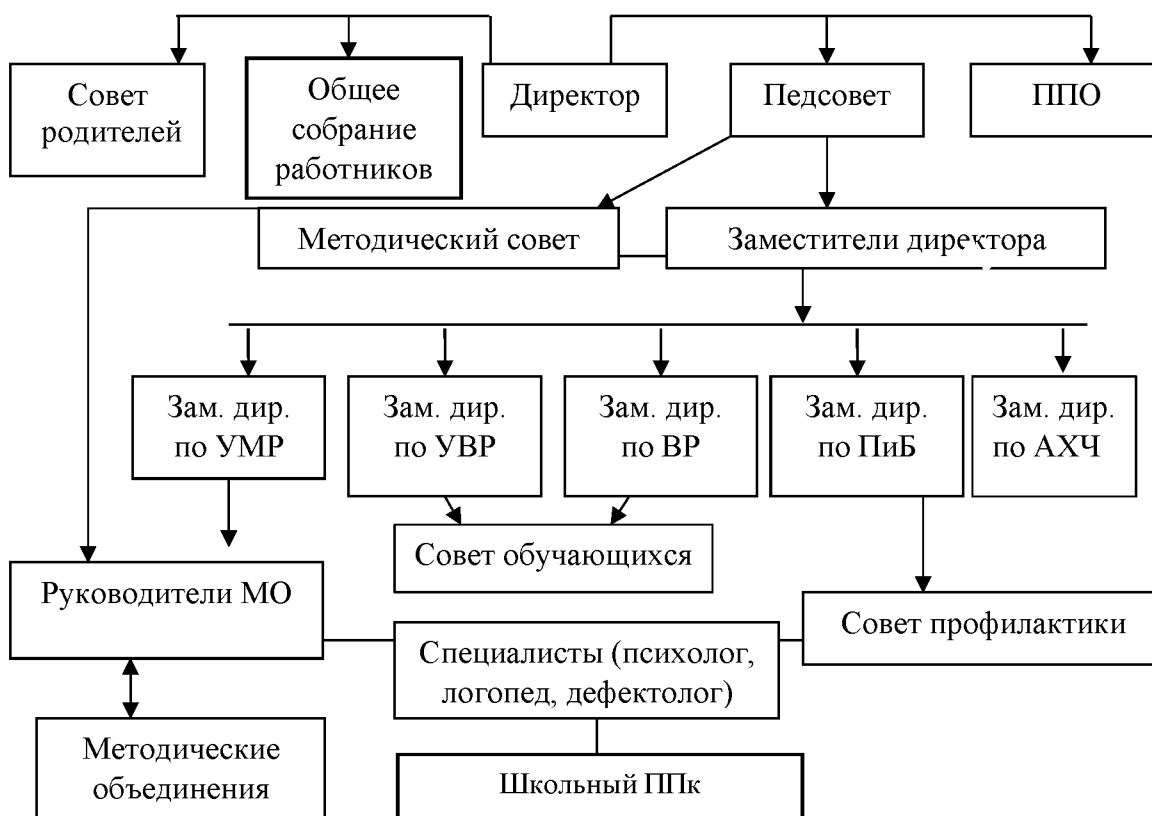 Совет
родителей
Общее
собрание
работников
Директор
Педсовет
ППО
Методический совет
Заместители директора
Зам. дир.
по УМР
Зам. дир.
по УВР
Зам. дир.
по ВР
Зам. дир.
по ПиБ
Зам. дир.
по АХЧ
Совет обучающихся
Руководители МО
Совет профилактики
Специалисты (психолог,
логопед, дефектолог)
Методические
объединения
Школьный ППк